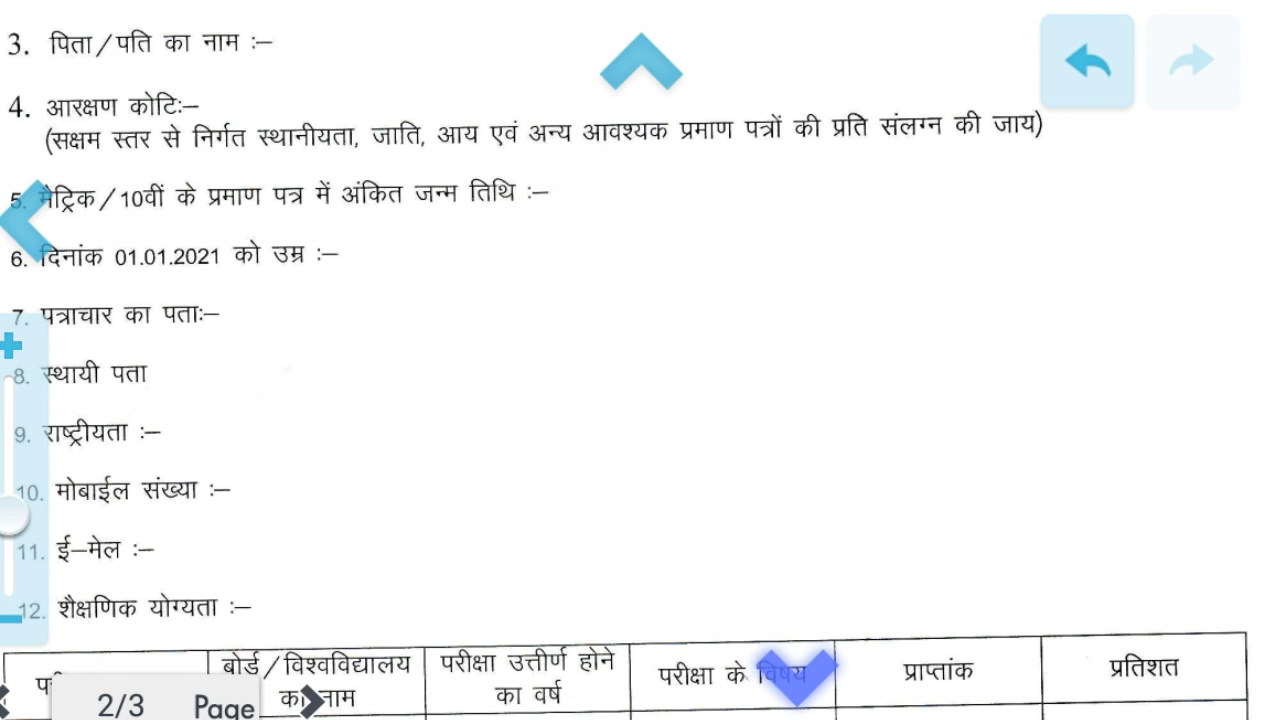 3. पिता/पति का नाम :–
4. आरक्षण कोटिः–
(सक्षम स्तर से निर्गत स्थानीयता, जाति, आय एवं अन्य आवश्यक प्रमाण पत्रों की प्रति संलग्न की जाय)
5. मैट्रिक/10वीं के प्रमाण पत्र में अंकित जन्म तिथि :–
6. दिनांक 01.01.2021 को उम्र :–
7. पत्राचार का पताः–
8. स्थायी पता
9. राष्ट्रीयता :–
10. मोबाईल संख्या :–
11. ई–मेल :–
12. शैक्षणिक योग्यता :–
बोर्ड/विश्वविद्यालय का नाम
परीक्षा उत्तीर्ण होने का वर्ष
परीक्षा के विषय
प्राप्तांक
प्रतिशत
2/3 Page